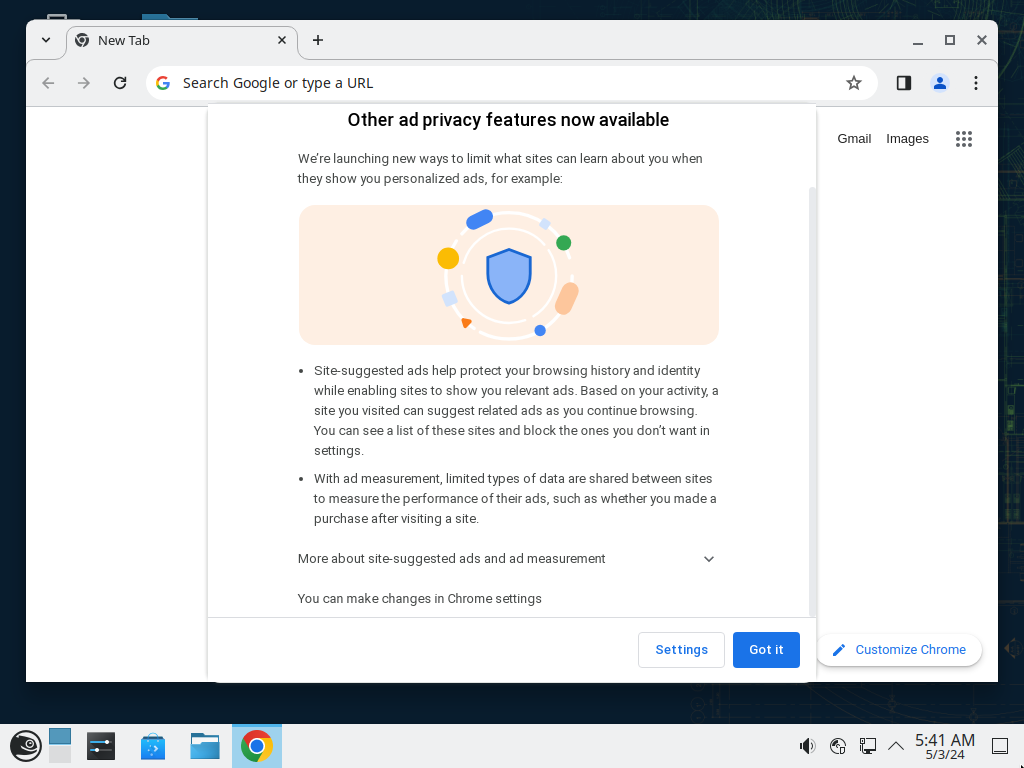 New Tab
Search Google or type a URL
Gmail Images
Other ad privacy features now available
We're launching new ways to limit what sites can learn about you when
they show you personalized ads, for example:
Site-suggested ads help protect your browsing history and identity
while enabling sites to show you relevant ads. Based on your activity, a
site you visited can suggest related ads as you continue browsing.
You can see a list of these sites and block the ones you don't want in
settings.
With ad measurement, limited types of data are shared between sites
to measure the performance of their ads, such as whether you made a
purchase after visiting a site.
More about site-suggested ads and ad measurement
You can make changes in Chrome settings
Settings
Got it
Customize Chrome
5:41 AM
5/3/24